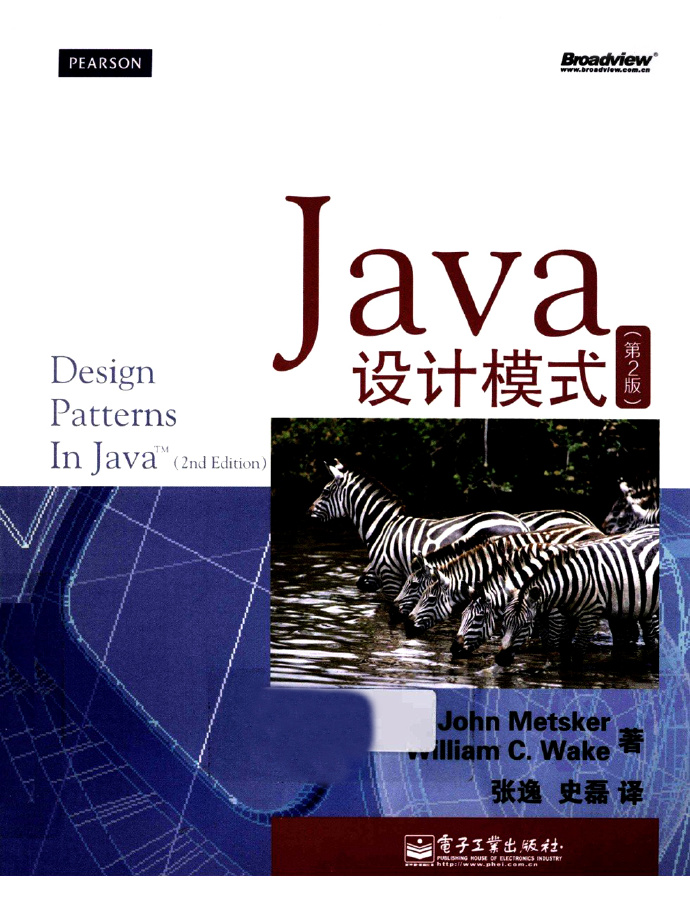 PEARSON
Broadview®
www.broadview.com.cn
Java
设计模式
(第2版)
Design
Patterns
In Java™ (2nd Edition)
John Metsker
William C. Wake
著
张逸 史磊 译
電子工業出版社·
PUBLISHING HOUSE OF ELECTRONICS INDUSTRY
http://www.phei.com.cn